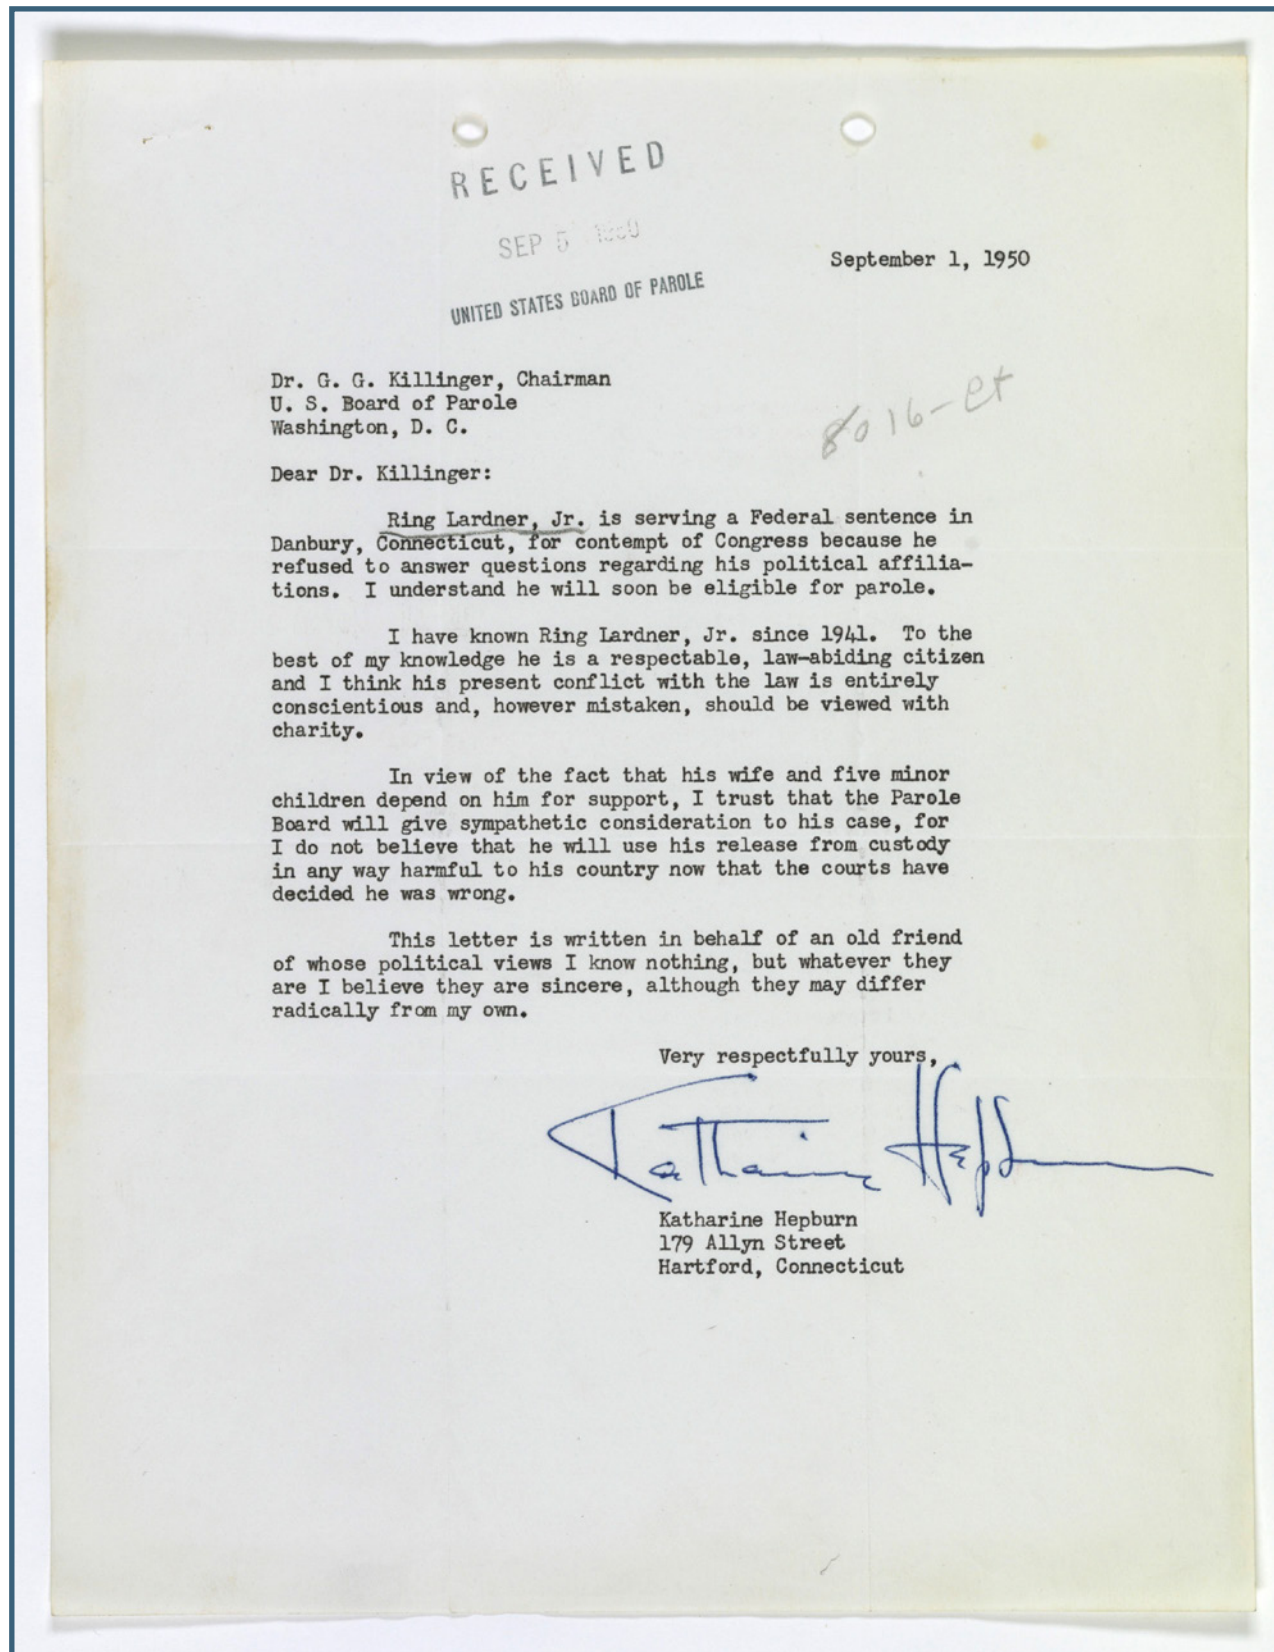 RECEIVED
SEP 5 1950
UNITED STATES BOARD OF PAROLE
September 1, 1950
Dr. G. G. Killinger, Chairman
U. S. Board of Parole
Washington, D. C.
8016-
Dear Dr. Killinger:
Ring Lardner, Jr. is serving a Federal sentence in
Danbury, Connecticut, for contempt of Congress because he
refused to answer questions regarding his political affilia-
tions. I understand he will soon be eligible for parole.
I have known Ring Lardner, Jr. since 1941. To the
best of my knowledge he is a respectable, law-abiding citizen
and I think his present conflict with the law is entirely
conscientious and, however mistaken, should be viewed with
charity.
In view of the fact that his wife and five minor
children depend on him for support, I trust that the Parole
Board will give sympathetic consideration to his case, for
I do not believe that he will use his release from custody
in any way harmful to his country now that the courts have
decided he was wrong.
This letter is written in behalf of an old friend
of whose political views I know nothing, but whatever they
are I believe they are sincere, although they may differ
radically from my own.
Very respectfully yours,
Katharine Hepburn
Katharine Hepburn
179 Allyn Street
Hartford, Connecticut